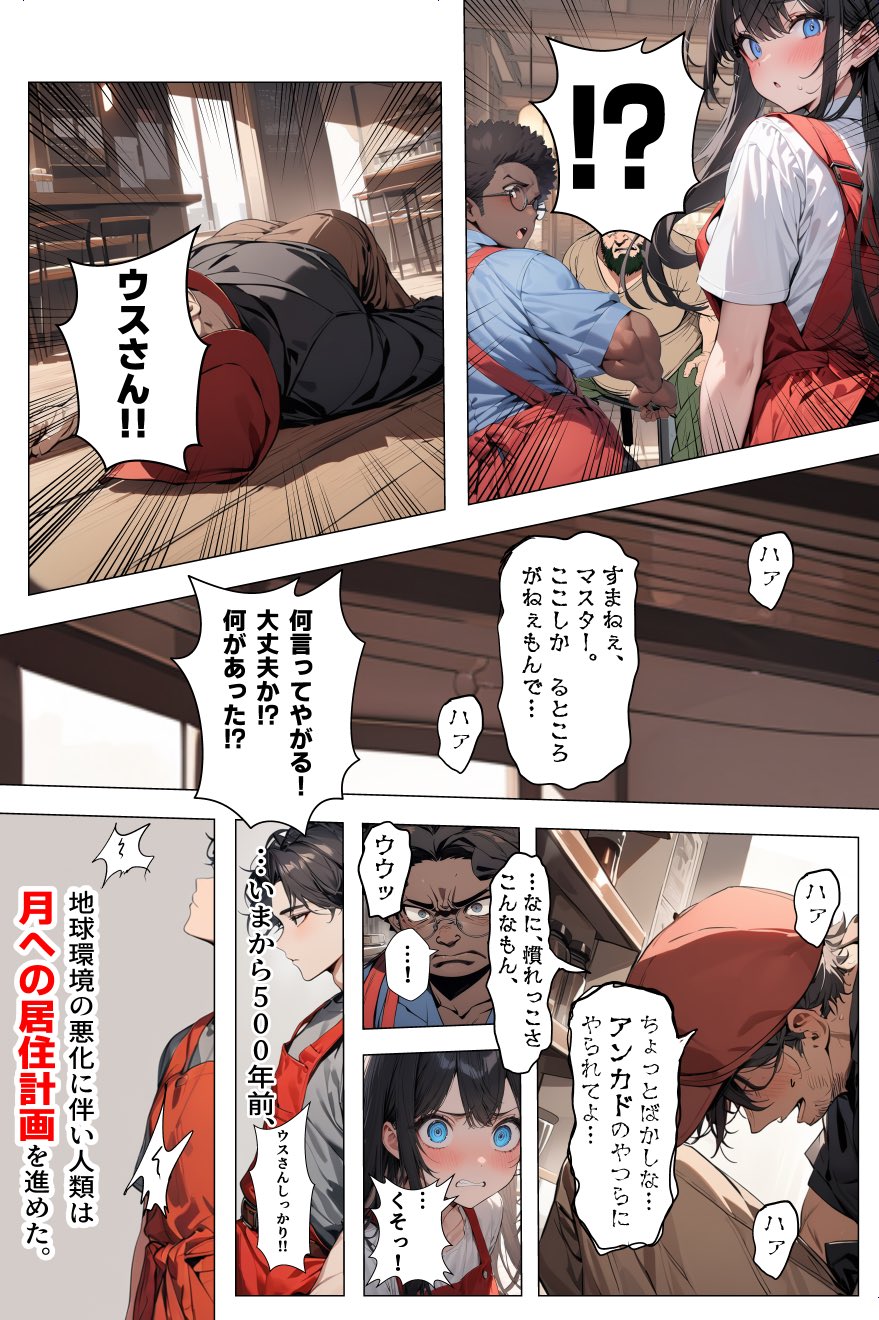 !?
ウスさん!!
ハァ
すまねぇ、
マスター。
ここしか るところ
がねぇもんで…
ハァ
何言ってやがる!
大丈夫か!?
何があった!?
ハァ
ちょっとばかしな…
アンカドのやつらに
やられてよ…
ハァ
…なに、慣れっこさ
こんなもん、
ウウッ
…!
…
くそっ!
…いまから500年前、
ウスさんしっかり!!
地球環境の悪化に伴い人類は
月への居住計画を進めた。